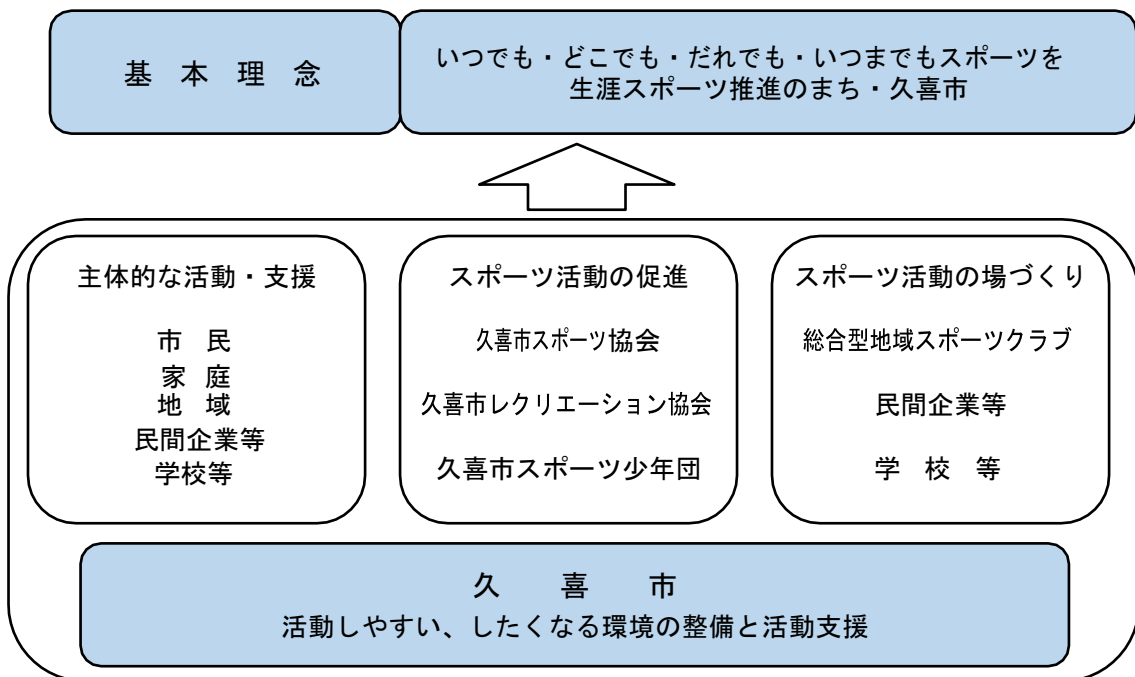 基本理念
いつでも・どこでも・だれでも・いつまでもスポーツを
生涯スポーツ推進のまち・久喜市
主体的な活動・支援
市民
家庭
地域
民間企業等
学校等
スポーツ活動の促進
久喜市スポーツ協会
久喜市レクリエーション協会
久喜市スポーツ少年団
スポーツ活動の場づくり
総合型地域スポーツクラブ
民間企業等
学校等
久喜市
活動しやすい、したくなる環境の整備と活動支援